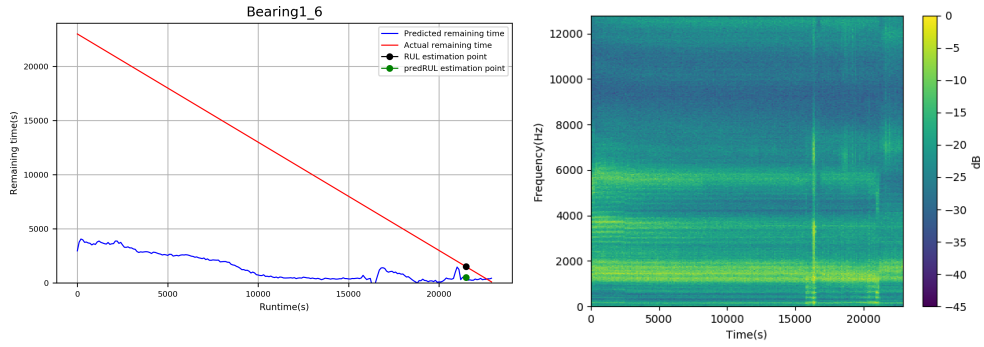 Bearing1_6
Predicted remaining time
Actual remaining time
RUL estimation point
predRUL estimation point
Remaining time(s)
20000
15000
10000
5000
0
0 5000 10000 15000 20000
Runtime(s)
Frequency(Hz)
12000
10000
8000
6000
4000
2000
0
0 5000 10000 15000 20000
Time(s)
0
−5
−10
−15
−20
−25
−30
−35
−40
−45
dB